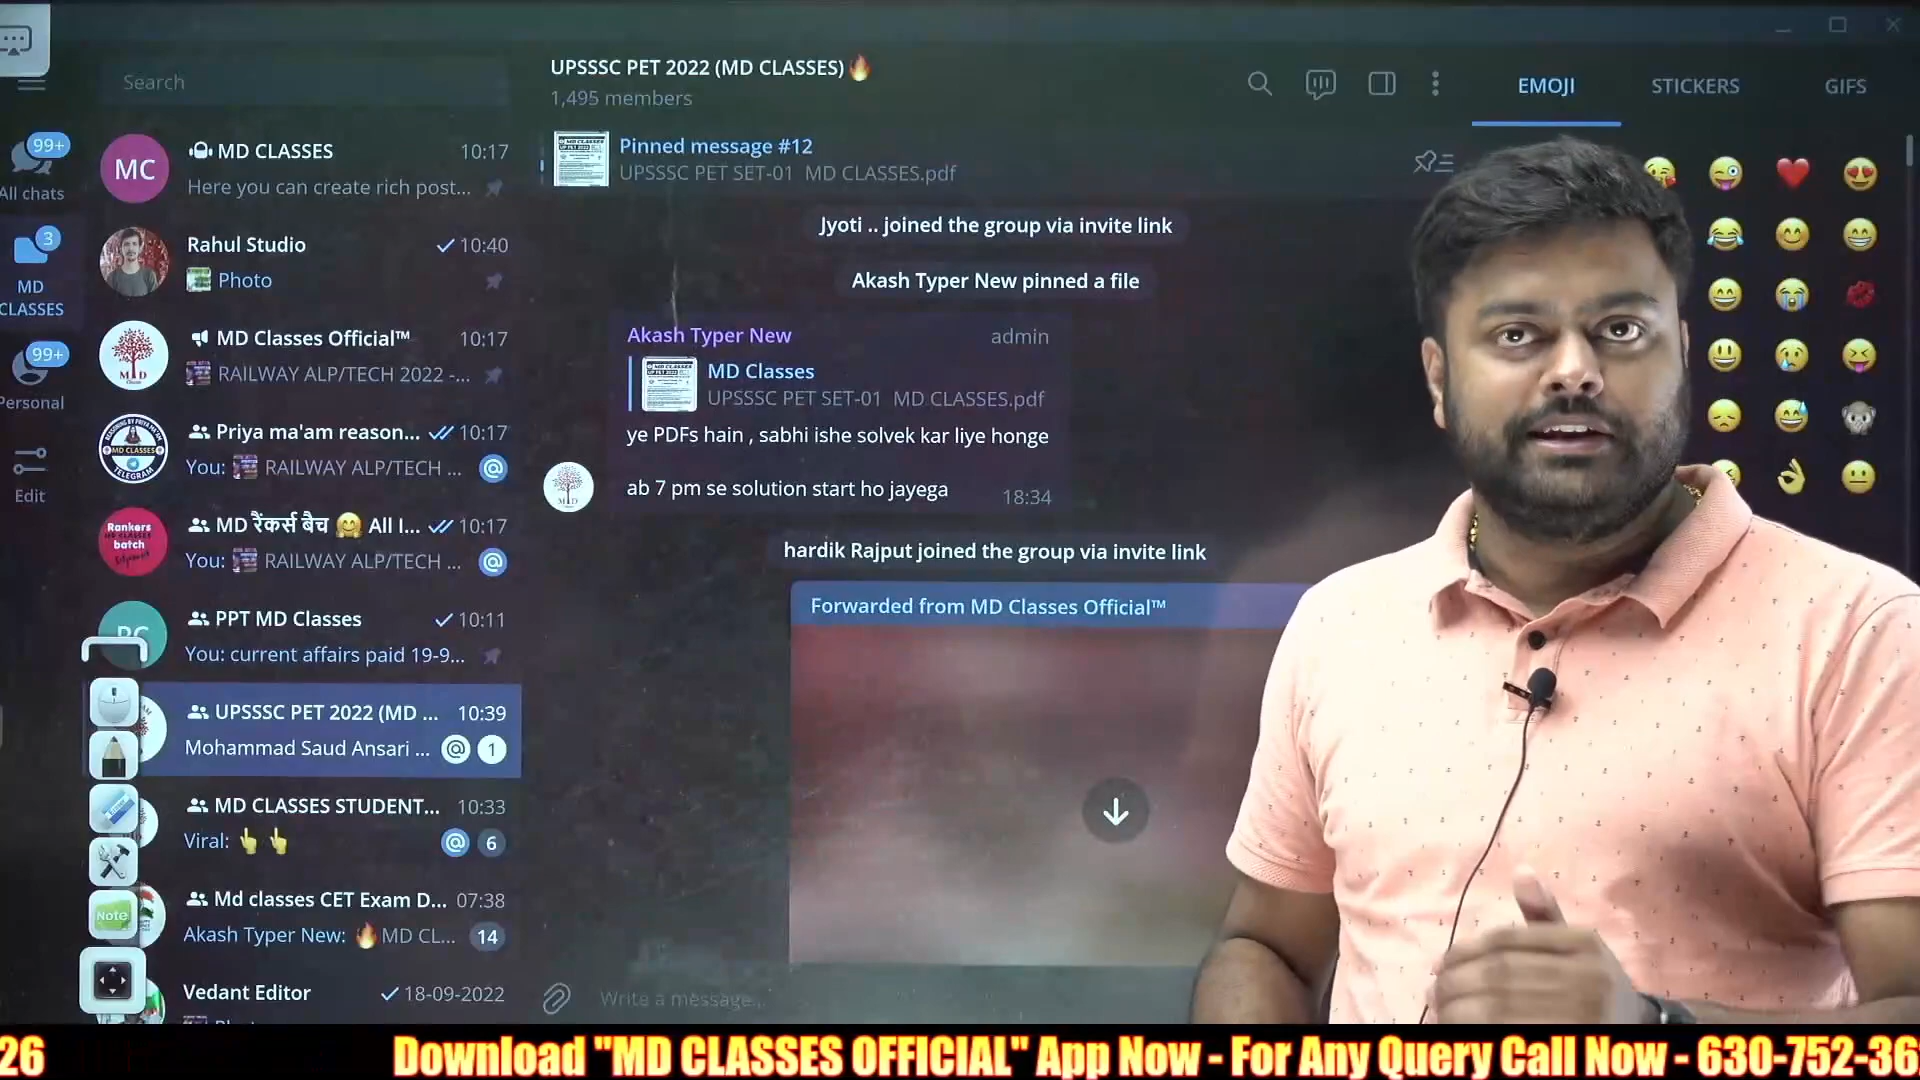 Search
99+
All chats
3
MD
CLASSES
99+
Personal
Edit
MC
MD CLASSES 10:17
Here you can create rich post...
Rahul Studio 10:40
Photo
MD Classes Official™ 10:17
RAILWAY ALP/TECH 2022 -...
Priya ma'am reason... 10:17
You: RAILWAY ALP/TECH ...
MD CLASSES
TELEGRAM
MD रैंकर्स बैच 🤗 All I... 10:17
You: RAILWAY ALP/TECH ...
Rankers
MD CLASSES
batch
PPT MD Classes 10:11
You: current affairs paid 19-9...
UPSSSC PET 2022 (MD ... 10:39
Mohammad Saud Ansari ... 1
MD CLASSES STUDENT... 10:33
Viral: 👆 👆 6
Md classes CET Exam D... 07:38
Akash Typer New: 🔥MD CL... 14
Vedant Editor 18-09-2022
Note
UPSSSC PET 2022 (MD CLASSES)🔥
1,495 members
Pinned message #12
UPSSSC PET SET-01 MD CLASSES.pdf
Jyoti .. joined the group via invite link
Akash Typer New pinned a file
Akash Typer New admin
MD Classes
UPSSSC PET SET-01 MD CLASSES.pdf
ye PDFs hain , sabhi ishe solvek kar liye honge
ab 7 pm se solution start ho jayega 18:34
hardik Rajput joined the group via invite link
Forwarded from MD Classes Official™
Write a message...
EMOJI STICKERS GIFS
26 Download "MD CLASSES OFFICIAL" App Now - For Any Query Call Now - 630-752-36